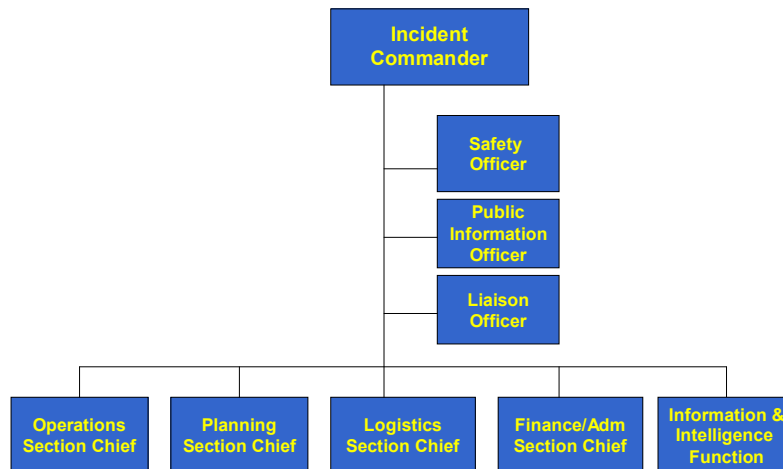 Incident
Commander
Safety
Officer
Public
Information
Officer
Liaison
Officer
Operations
Section Chief
Planning
Section Chief
Logistics
Section Chief
Finance/Adm
Section Chief
Information &
Intelligence
Function